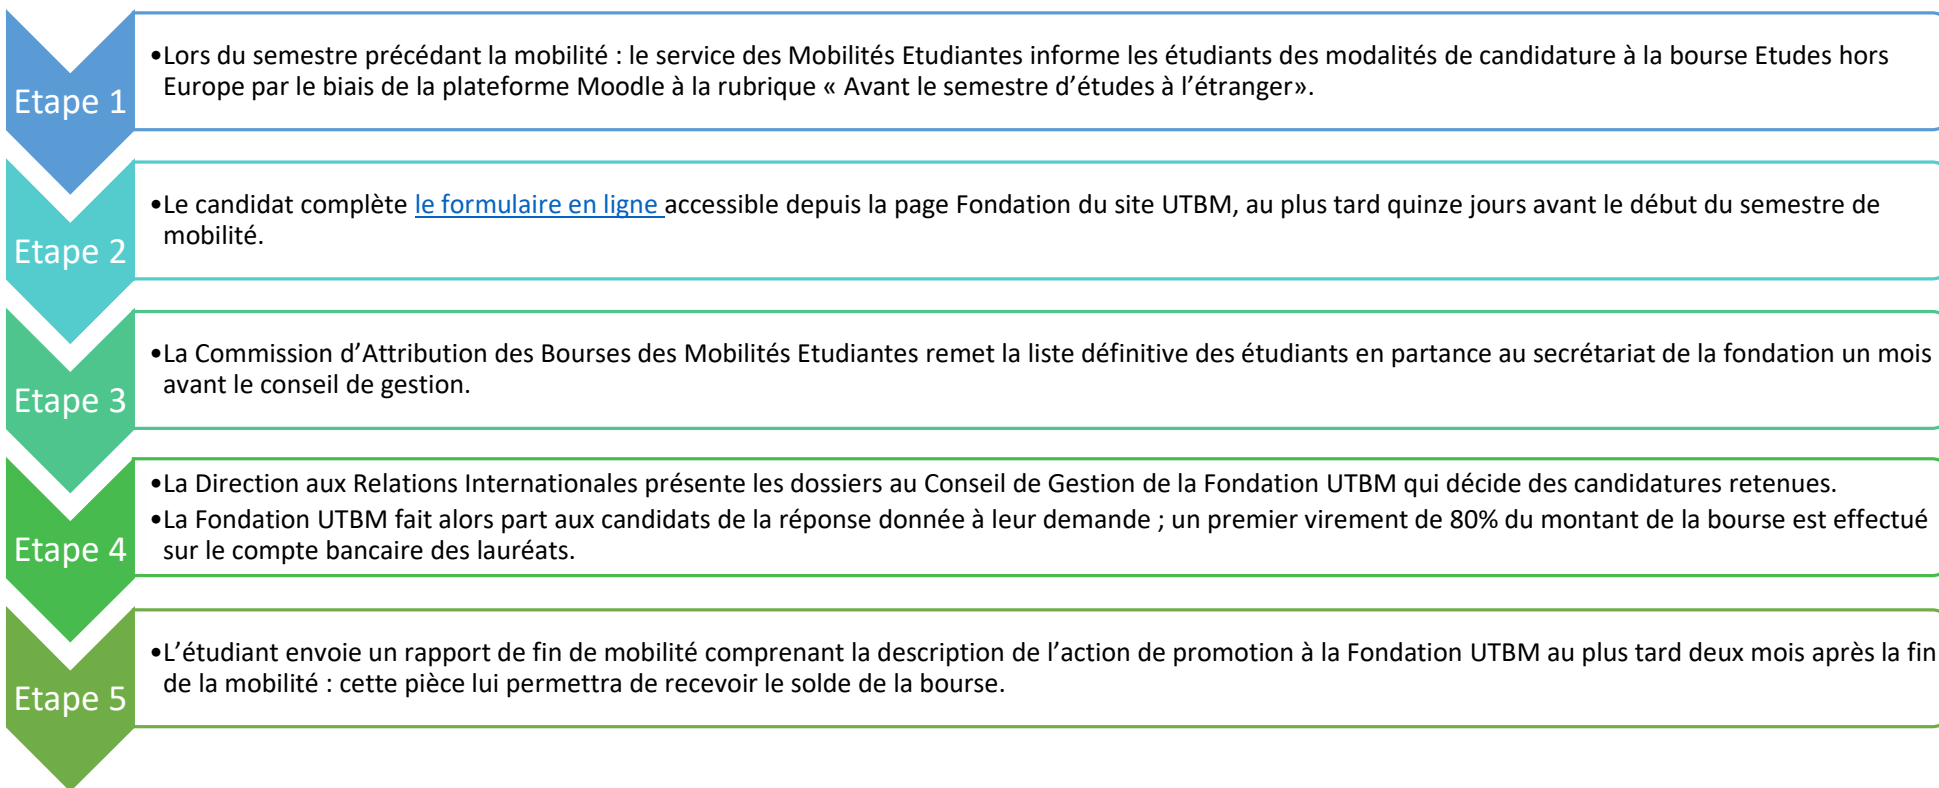 Etape 1
•Lors du semestre précédant la mobilité : le service des Mobilités Etudiantes informe les étudiants des modalités de candidature à la bourse Etudes hors
Europe par le biais de la plateforme Moodle à la rubrique « Avant le semestre d’études à l’étranger».
Etape 2
•Le candidat complète le formulaire en ligne accessible depuis la page Fondation du site UTBM, au plus tard quinze jours avant le début du semestre de
mobilité.
Etape 3
•La Commission d’Attribution des Bourses des Mobilités Etudiantes remet la liste définitive des étudiants en partance au secrétariat de la fondation un mois
avant le conseil de gestion.
Etape 4
•La Direction aux Relations Internationales présente les dossiers au Conseil de Gestion de la Fondation UTBM qui décide des candidatures retenues.
•La Fondation UTBM fait alors part aux candidats de la réponse donnée à leur demande ; un premier virement de 80% du montant de la bourse est effectué
sur le compte bancaire des lauréats.
Etape 5
•L’étudiant envoie un rapport de fin de mobilité comprenant la description de l’action de promotion à la Fondation UTBM au plus tard deux mois après la fin
de la mobilité : cette pièce lui permettra de recevoir le solde de la bourse.